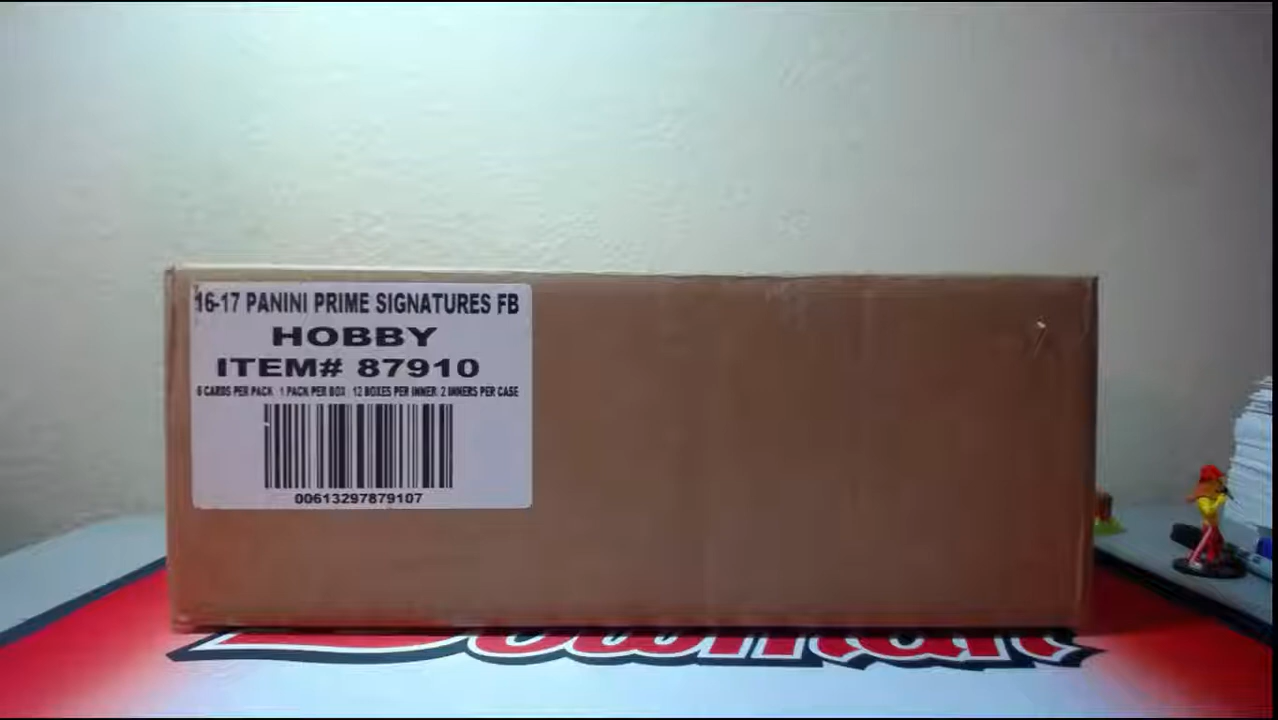 16-17 PANINI PRIME SIGNATURES FB
HOBBY
ITEM# 87910
6 CARDS PER PACK 1 PACK PER BOX 12 BOXES PER INNER 2 INNERS PER CASE
00613297879107
Bowman